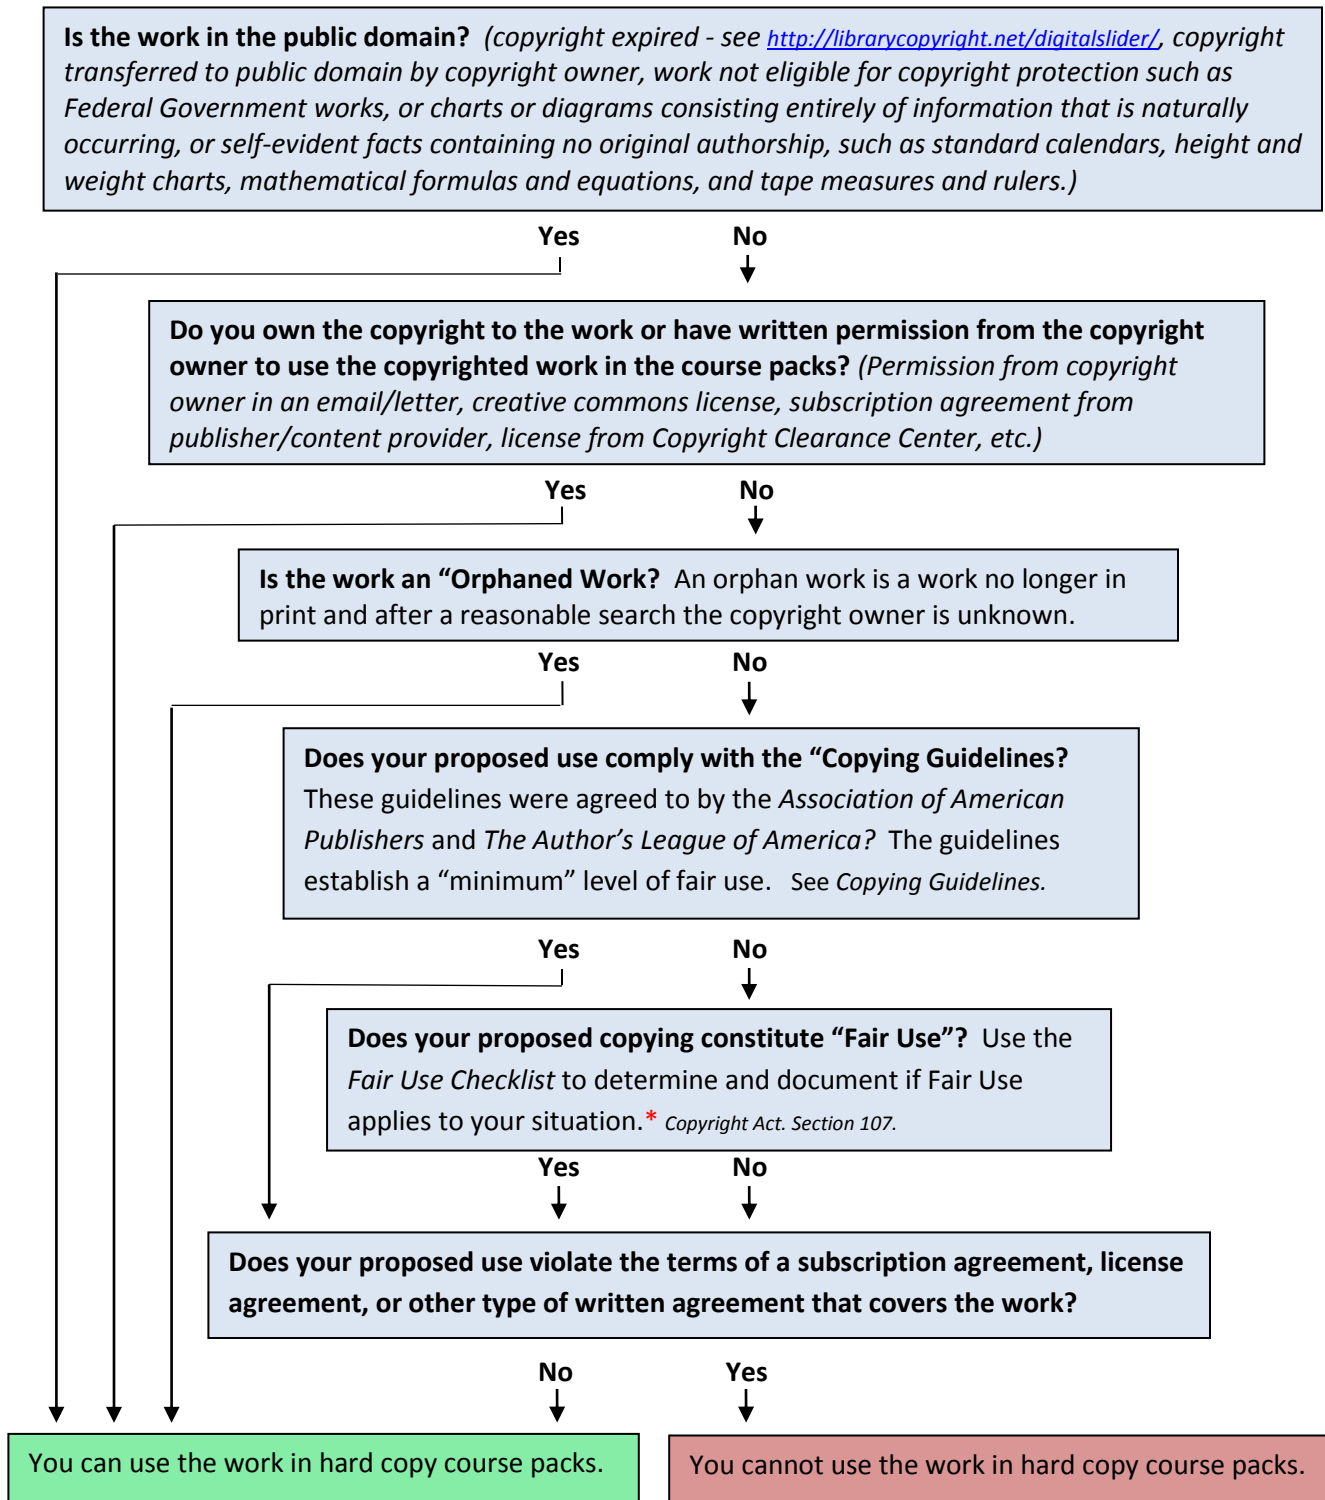 Is the work in the public domain? (copyright expired - see http://librarycopyright.net/digitalslider/, copyright
transferred to public domain by copyright owner, work not eligible for copyright protection such as
Federal Government works, or charts or diagrams consisting entirely of information that is naturally
occurring, or self-evident facts containing no original authorship, such as standard calendars, height and
weight charts, mathematical formulas and equations, and tape measures and rulers.)
Yes No
Do you own the copyright to the work or have written permission from the copyright
owner to use the copyrighted work in the course packs? (Permission from copyright
owner in an email/letter, creative commons license, subscription agreement from
publisher/content provider, license from Copyright Clearance Center, etc.)
Yes No
Is the work an “Orphaned Work? An orphan work is a work no longer in
print and after a reasonable search the copyright owner is unknown.
Yes No
Does your proposed use comply with the “Copying Guidelines?
These guidelines were agreed to by the Association of American
Publishers and The Author’s League of America? The guidelines
establish a “minimum” level of fair use. See Copying Guidelines.
Yes No
Does your proposed copying constitute “Fair Use”? Use the
Fair Use Checklist to determine and document if Fair Use
applies to your situation.* Copyright Act. Section 107.
Yes No
Does your proposed use violate the terms of a subscription agreement, license
agreement, or other type of written agreement that covers the work?
No Yes
You can use the work in hard copy course packs.
You cannot use the work in hard copy course packs.